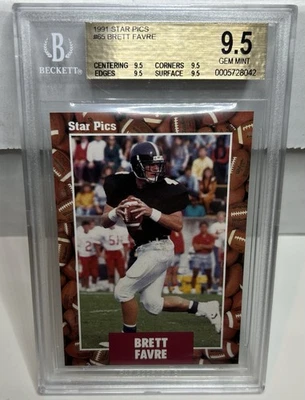 1991 STAR PICS
#65 BRETT FAVRE
9.5
GEM MINT
BECKETT
CENTERING 9.5 CORNERS 9.5
EDGES 9.5 SURFACE 9.5
0005728042
Star Pics
BRETT
FAVRE